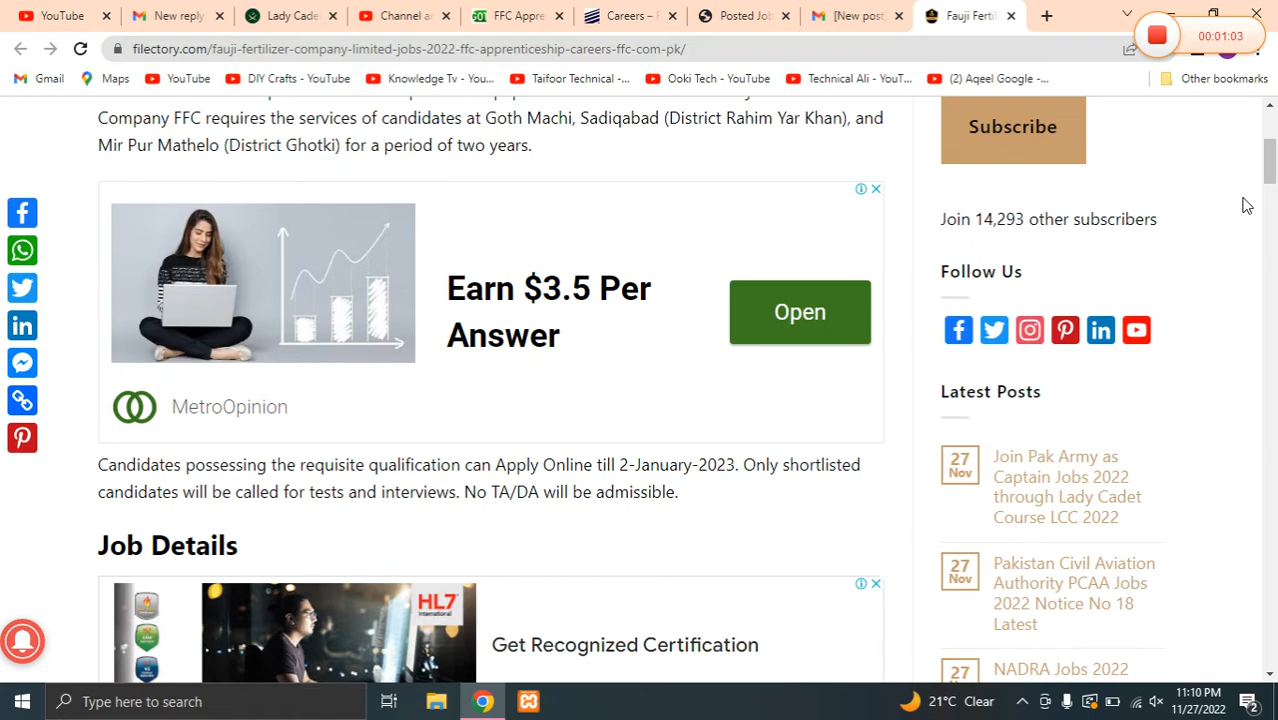 YouTube
New reply
Lady Cade
Channel a
GOT
FFC Appre
Careers –
Posted Job
[New post
Fauji Ferti
00:01:03
filectory.com/fauji-fertilizer-company-limited-jobs-2022-ffc-apprenticeship-careers-ffc-com-pk/
Gmail
Maps
YouTube
DIY Crafts - YouTube
Knowledge Tv - You...
Taifoor Technical -...
Ooki Tech - YouTube
Technical Ali - YouT...
(2) Aqeel Google -...
Other bookmarks
Company FFC requires the services of candidates at Goth Machi, Sadiqabad (District Rahim Yar Khan), and
Mir Pur Mathelo (District Ghotki) for a period of two years.
Earn $3.5 Per
Answer
Open
MetroOpinion
Candidates possessing the requisite qualification can Apply Online till 2-January-2023. Only shortlisted
candidates will be called for tests and interviews. No TA/DA will be admissible.
Job Details
HL7
International
Get Recognized Certification
Subscribe
Join 14,293 other subscribers
Follow Us
Latest Posts
27
Nov
Join Pak Army as
Captain Jobs 2022
through Lady Cadet
Course LCC 2022
27
Nov
Pakistan Civil Aviation
Authority PCAA Jobs
2022 Notice No 18
Latest
27
NADRA Jobs 2022
Type here to search
21°C Clear
11:10 PM
11/27/2022
2